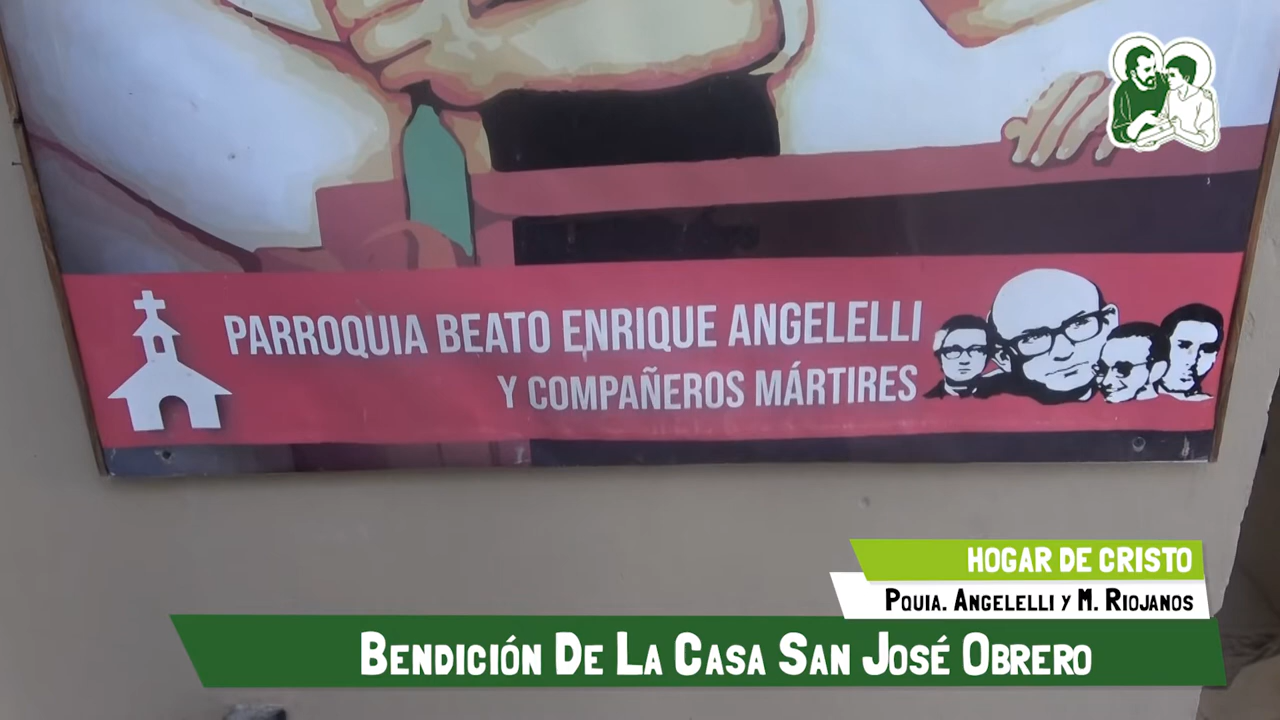 PARROQUIA BEATO ENRIQUE ANGELELLI
Y COMPAÑEROS MÁRTIRES
HOGAR DE CRISTO
PQUIA. ANGELELLI Y M. RIOJANOS
BENDICIÓN DE LA CASA SAN JOSÉ OBRERO